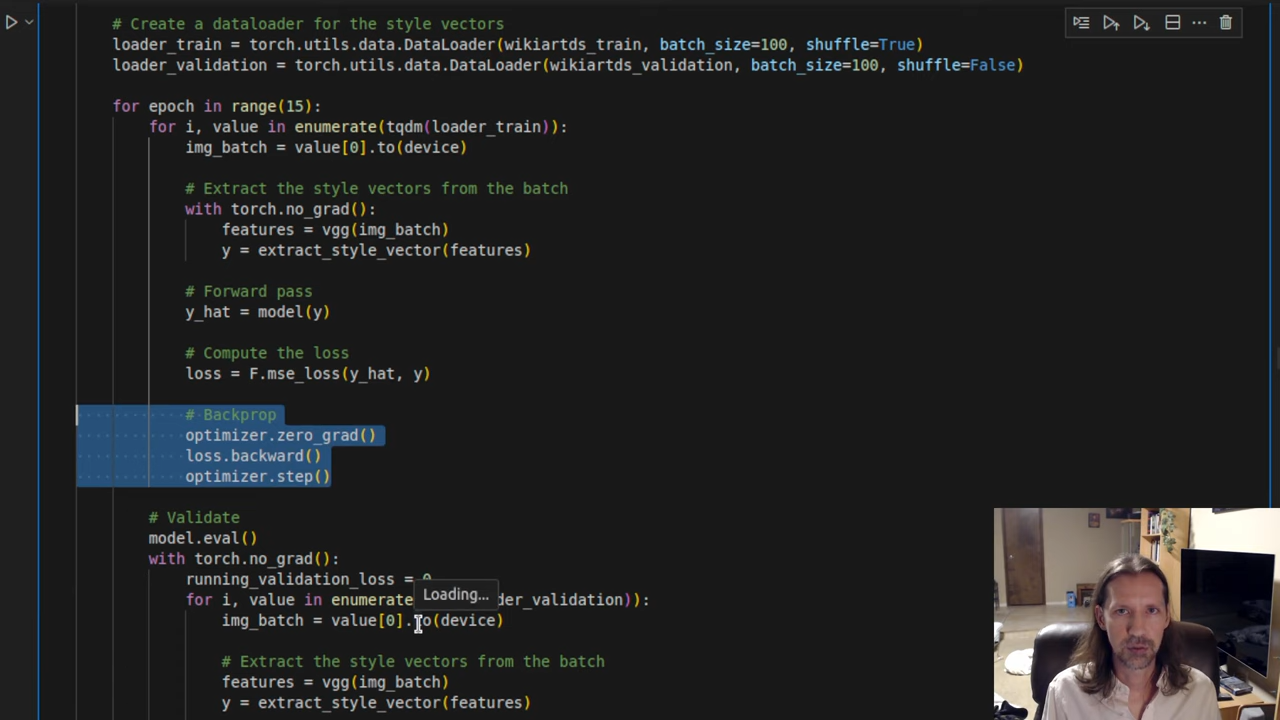 # Create a dataloader for the style vectors
loader_train = torch.utils.data.DataLoader(wikiartds_train, batch_size=100, shuffle=True)
loader_validation = torch.utils.data.DataLoader(wikiartds_validation, batch_size=100, shuffle=False)
for epoch in range(15):
for i, value in enumerate(tqdm(loader_train)):
img_batch = value[0].to(device)
# Extract the style vectors from the batch
with torch.no_grad():
features = vgg(img_batch)
y = extract_style_vector(features)
# Forward pass
y_hat = model(y)
# Compute the loss
loss = F.mse_loss(y_hat, y)
# Backprop
optimizer.zero_grad()
loss.backward()
optimizer.step()
# Validate
model.eval()
with torch.no_grad():
running_validation_loss =
Loading...
for i, value in enumerate der_validation)):
img_batch = value[0].to(device)
# Extract the style vectors from the batch
features = vgg(img_batch)
y = extract_style_vector(features)